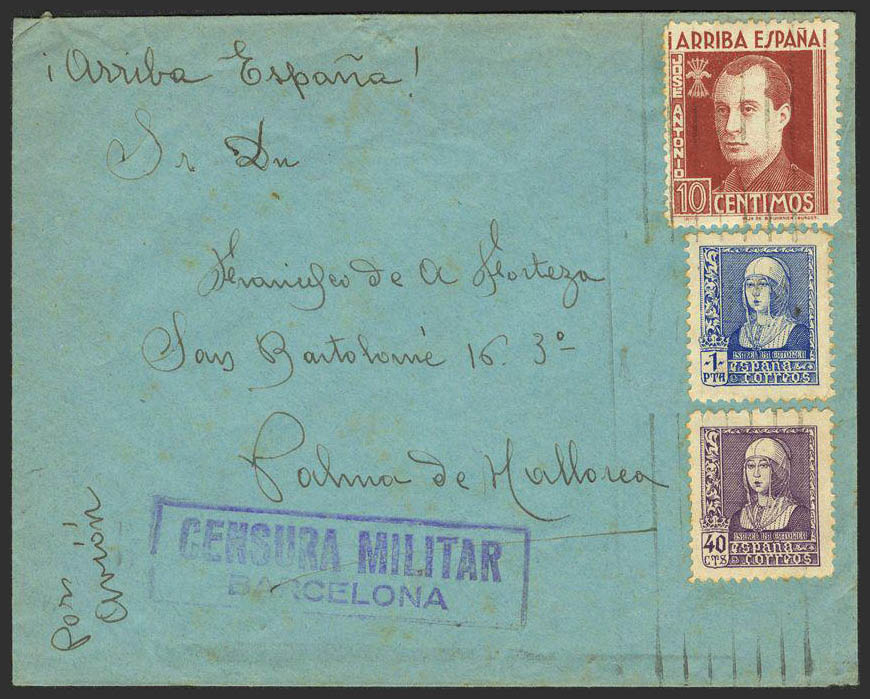 ¡Arriba España!
Sr Dn
Francisco de A Forteza
San Bartolomé 16. 3º
Palma de Mallorca
por avión
CENSURA MILITAR
BARCELONA
¡ARRIBA ESPAÑA!
JOSE ANTONIO
10 CENTIMOS
-1- PTA
ISABEL LA CATOLICA
españa
correos
40 CTS
ISABEL LA CATOLICA
españa
correos